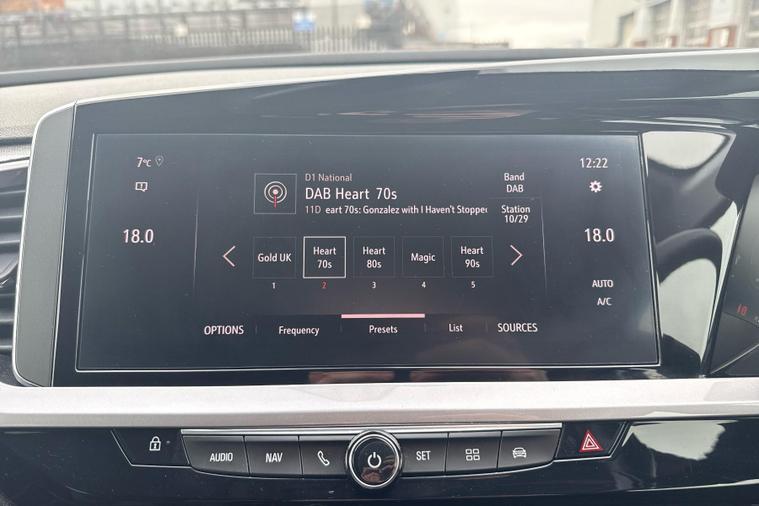 7°C
12:22
D1 National
DAB Heart 70s
11D eart 70s: Gonzalez with I Haven't Stopped
Band
DAB
Station
10/29
18.0
18.0
Gold UK
Heart
70s
Heart
80s
Magic
Heart
90s
1
2
3
4
5
AUTO
A/C
OPTIONS
Frequency
Presets
List
SOURCES
AUDIO
NAV
SET